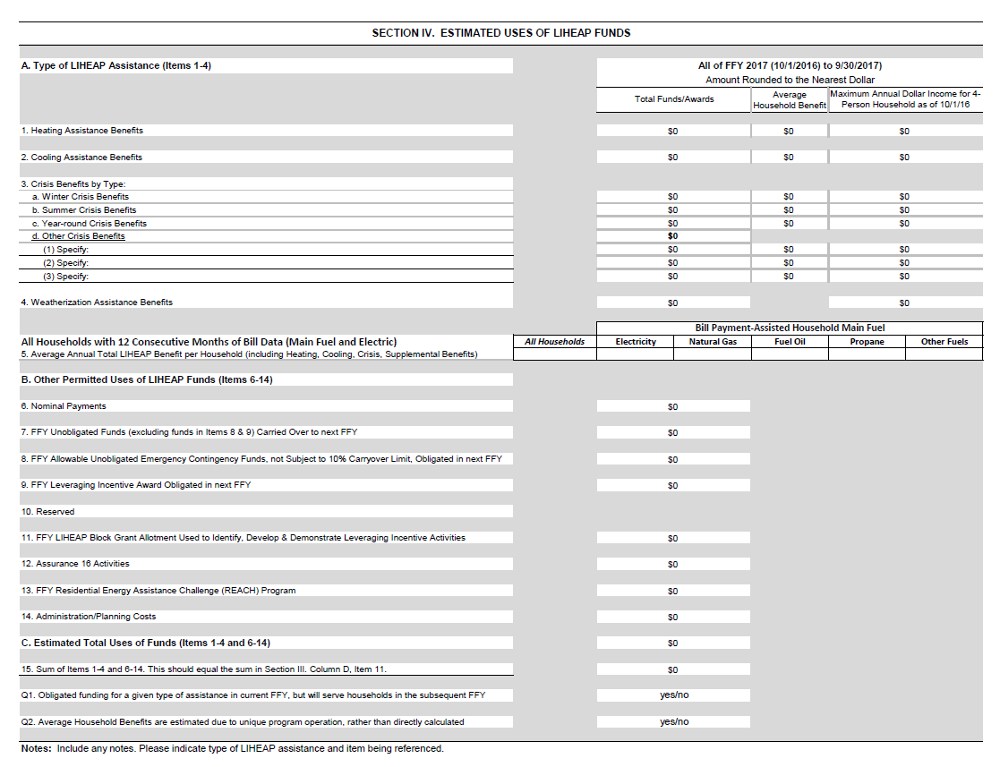 SECTION IV. ESTIMATED USES OF LIHEAP FUNDS
A. Type of LIHEAP Assistance (Items 1-4)
All of FFY 2017 (10/1/2016) to 9/30/2017)
Amount Rounded to the Nearest Dollar
Total Funds/Awards
Average
Household Benefit
Maximum Annual Dollar Income for 4-
Person Household as of 10/1/16
1. Heating Assistance Benefits $0 $0 $0
2. Cooling Assistance Benefits $0 $0 $0
3. Crisis Benefits by Type:
a. Winter Crisis Benefits $0 $0 $0
b. Summer Crisis Benefits $0 $0 $0
c. Year-round Crisis Benefits $0 $0 $0
d. Other Crisis Benefits $0
(1) Specify: $0 $0 $0
(2) Specify: $0 $0 $0
(3) Specify: $0 $0 $0
4. Weatherization Assistance Benefits $0 $0
Bill Payment-Assisted Household Main Fuel
All Households with 12 Consecutive Months of Bill Data (Main Fuel and Electric) All Households Electricity Natural Gas Fuel Oil Propane Other Fuels
5. Average Annual Total LIHEAP Benefit per Household (including Heating, Cooling, Crisis, Supplemental Benefits)
B. Other Permitted Uses of LIHEAP Funds (Items 6-14)
6. Nominal Payments $0
7. FFY Unobligated Funds (excluding funds in Items 8 & 9) Carried Over to next FFY $0
8. FFY Allowable Unobligated Emergency Contingency Funds, not Subject to 10% Carryover Limit, Obligated in next FFY $0
9. FFY Leveraging Incentive Award Obligated in next FFY $0
10. Reserved
11. FFY LIHEAP Block Grant Allotment Used to Identify, Develop & Demonstrate Leveraging Incentive Activities $0
12. Assurance 16 Activities $0
13. FFY Residential Energy Assistance Challenge (REACH) Program $0
14. Administration/Planning Costs $0
C. Estimated Total Uses of Funds (Items 1-4 and 6-14) $0
15. Sum of Items 1-4 and 6-14. This should equal the sum in Section III. Column D, Item 11. $0
Q1. Obligated funding for a given type of assistance in current FFY, but will serve households in the subsequent FFY yes/no
Q2. Average Household Benefits are estimated due to unique program operation, rather than directly calculated yes/no
Notes: Include any notes. Please indicate type of LIHEAP assistance and item being referenced.